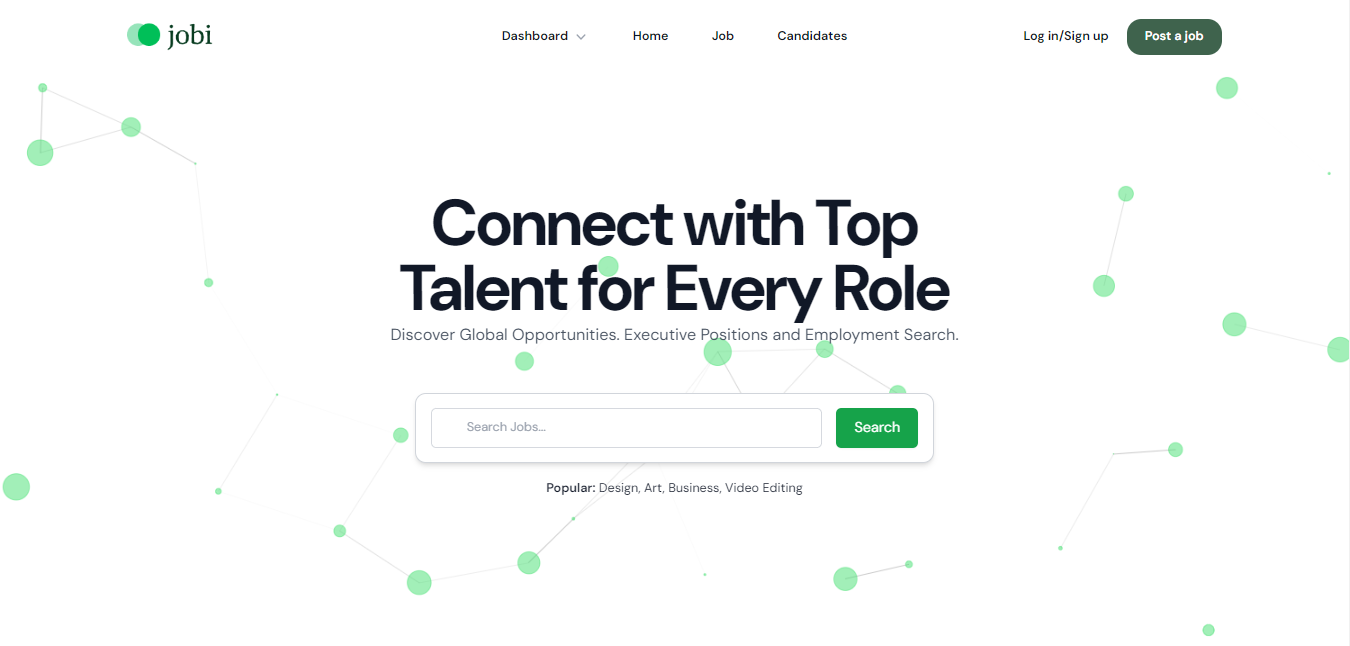 jobi
Dashboard
Home
Job
Candidates
Log in/Sign up
Post a job
Connect with Top
Talent for Every Role
Discover Global Opportunities. Executive Positions and Employment Search.
Search Jobs...
Search
Popular: Design, Art, Business, Video Editing